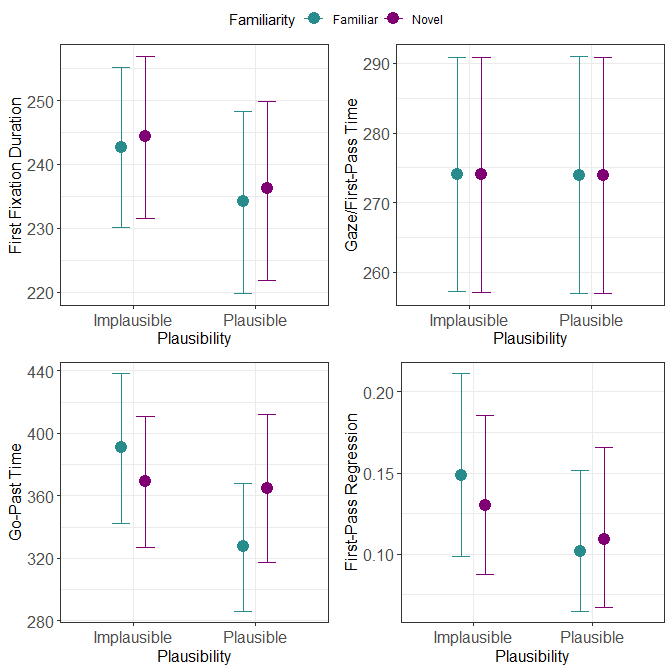 Familiarity Familiar Novel
First Fixation Duration
250
240
230
220
Implausible Plausible
Plausibility
Gaze/First-Pass Time
290
280
270
260
Implausible Plausible
Plausibility
Go-Past Time
440
400
360
320
280
Implausible Plausible
Plausibility
First-Pass Regression
0.20
0.15
0.10
Implausible Plausible
Plausibility